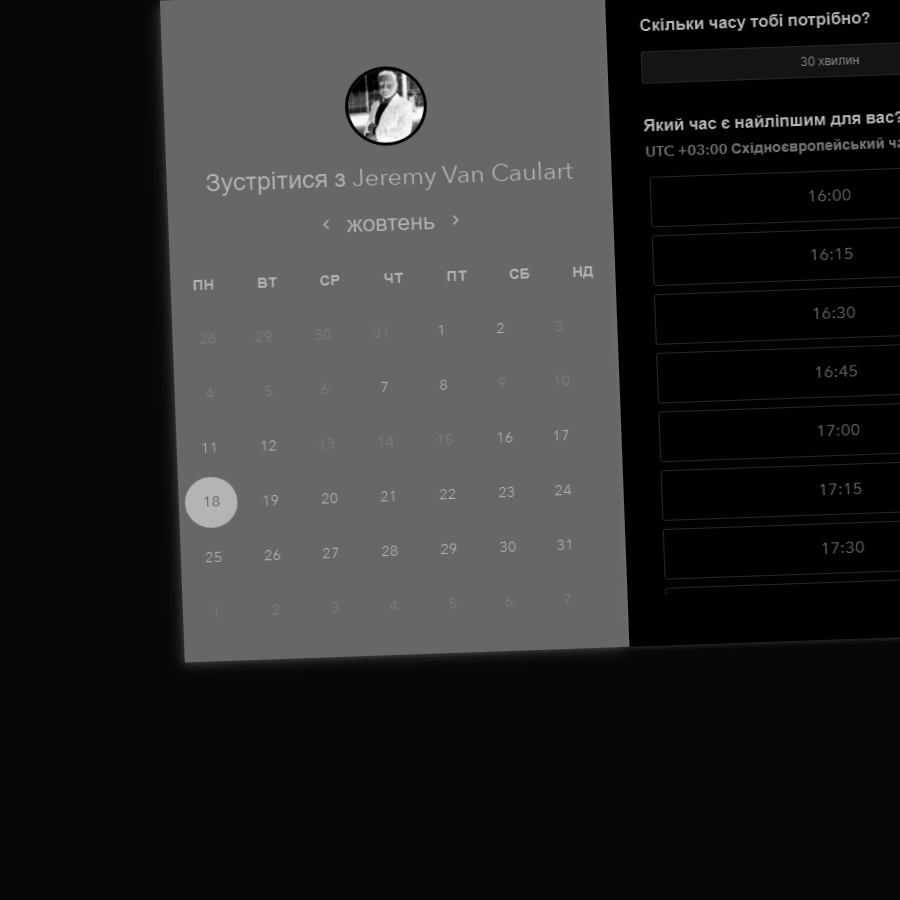 Зустрітися з Jeremy Van Caulart
‹ жовтень ›
ПН ВТ СР ЧТ ПТ СБ НД
28 29 30 31 1 2 3
4 5 6 7 8 9 10
11 12 13 14 15 16 17
18 19 20 21 22 23 24
25 26 27 28 29 30 31
1 2 3 4 5 6 7
Скільки часу тобі потрібно?
30 хвилин
Який час є найліпшим для вас?
UTC +03:00 Східноєвропейський
16:00
16:15
16:30
16:45
17:00
17:15
17:30